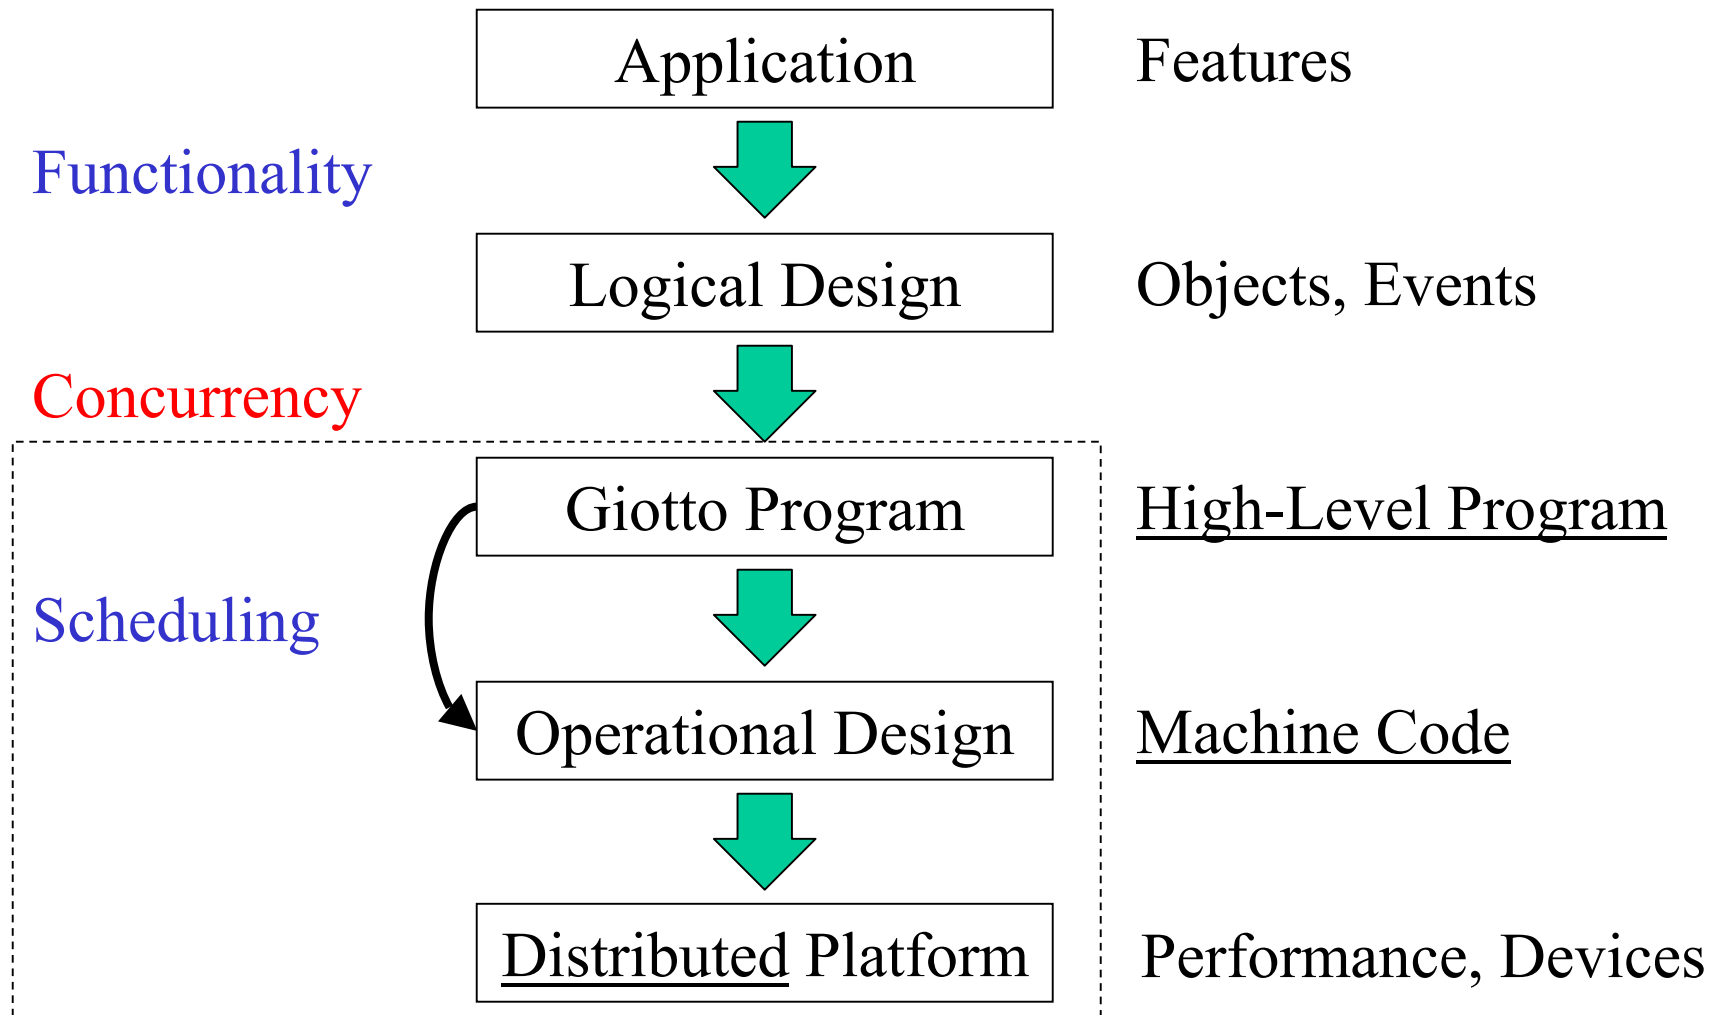 Application
Features
Functionality
Logical Design
Objects, Events
Concurrency
Giotto Program
High-Level Program
Scheduling
Operational Design
Machine Code
Distributed Platform
Performance, Devices